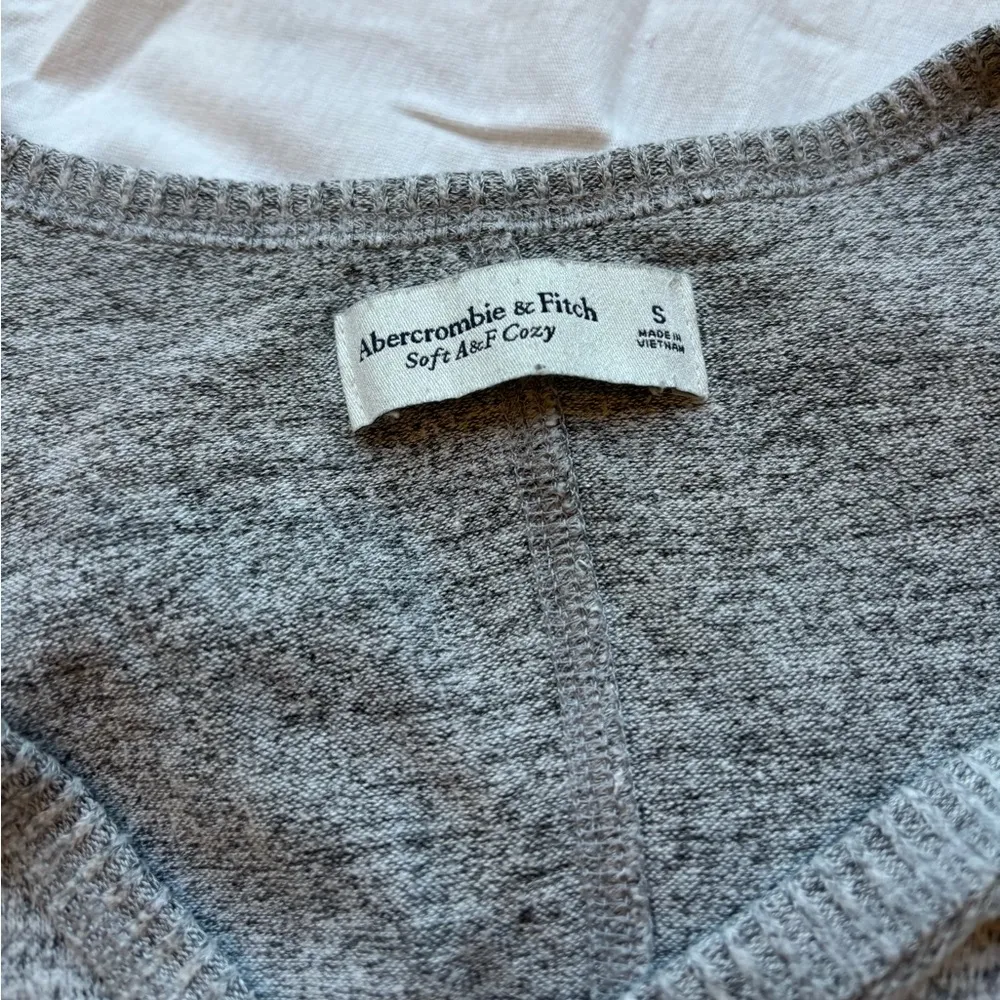 Abercrombie & Fitch
Soft A&F Cozy
S
MADE IN
VIETNAM